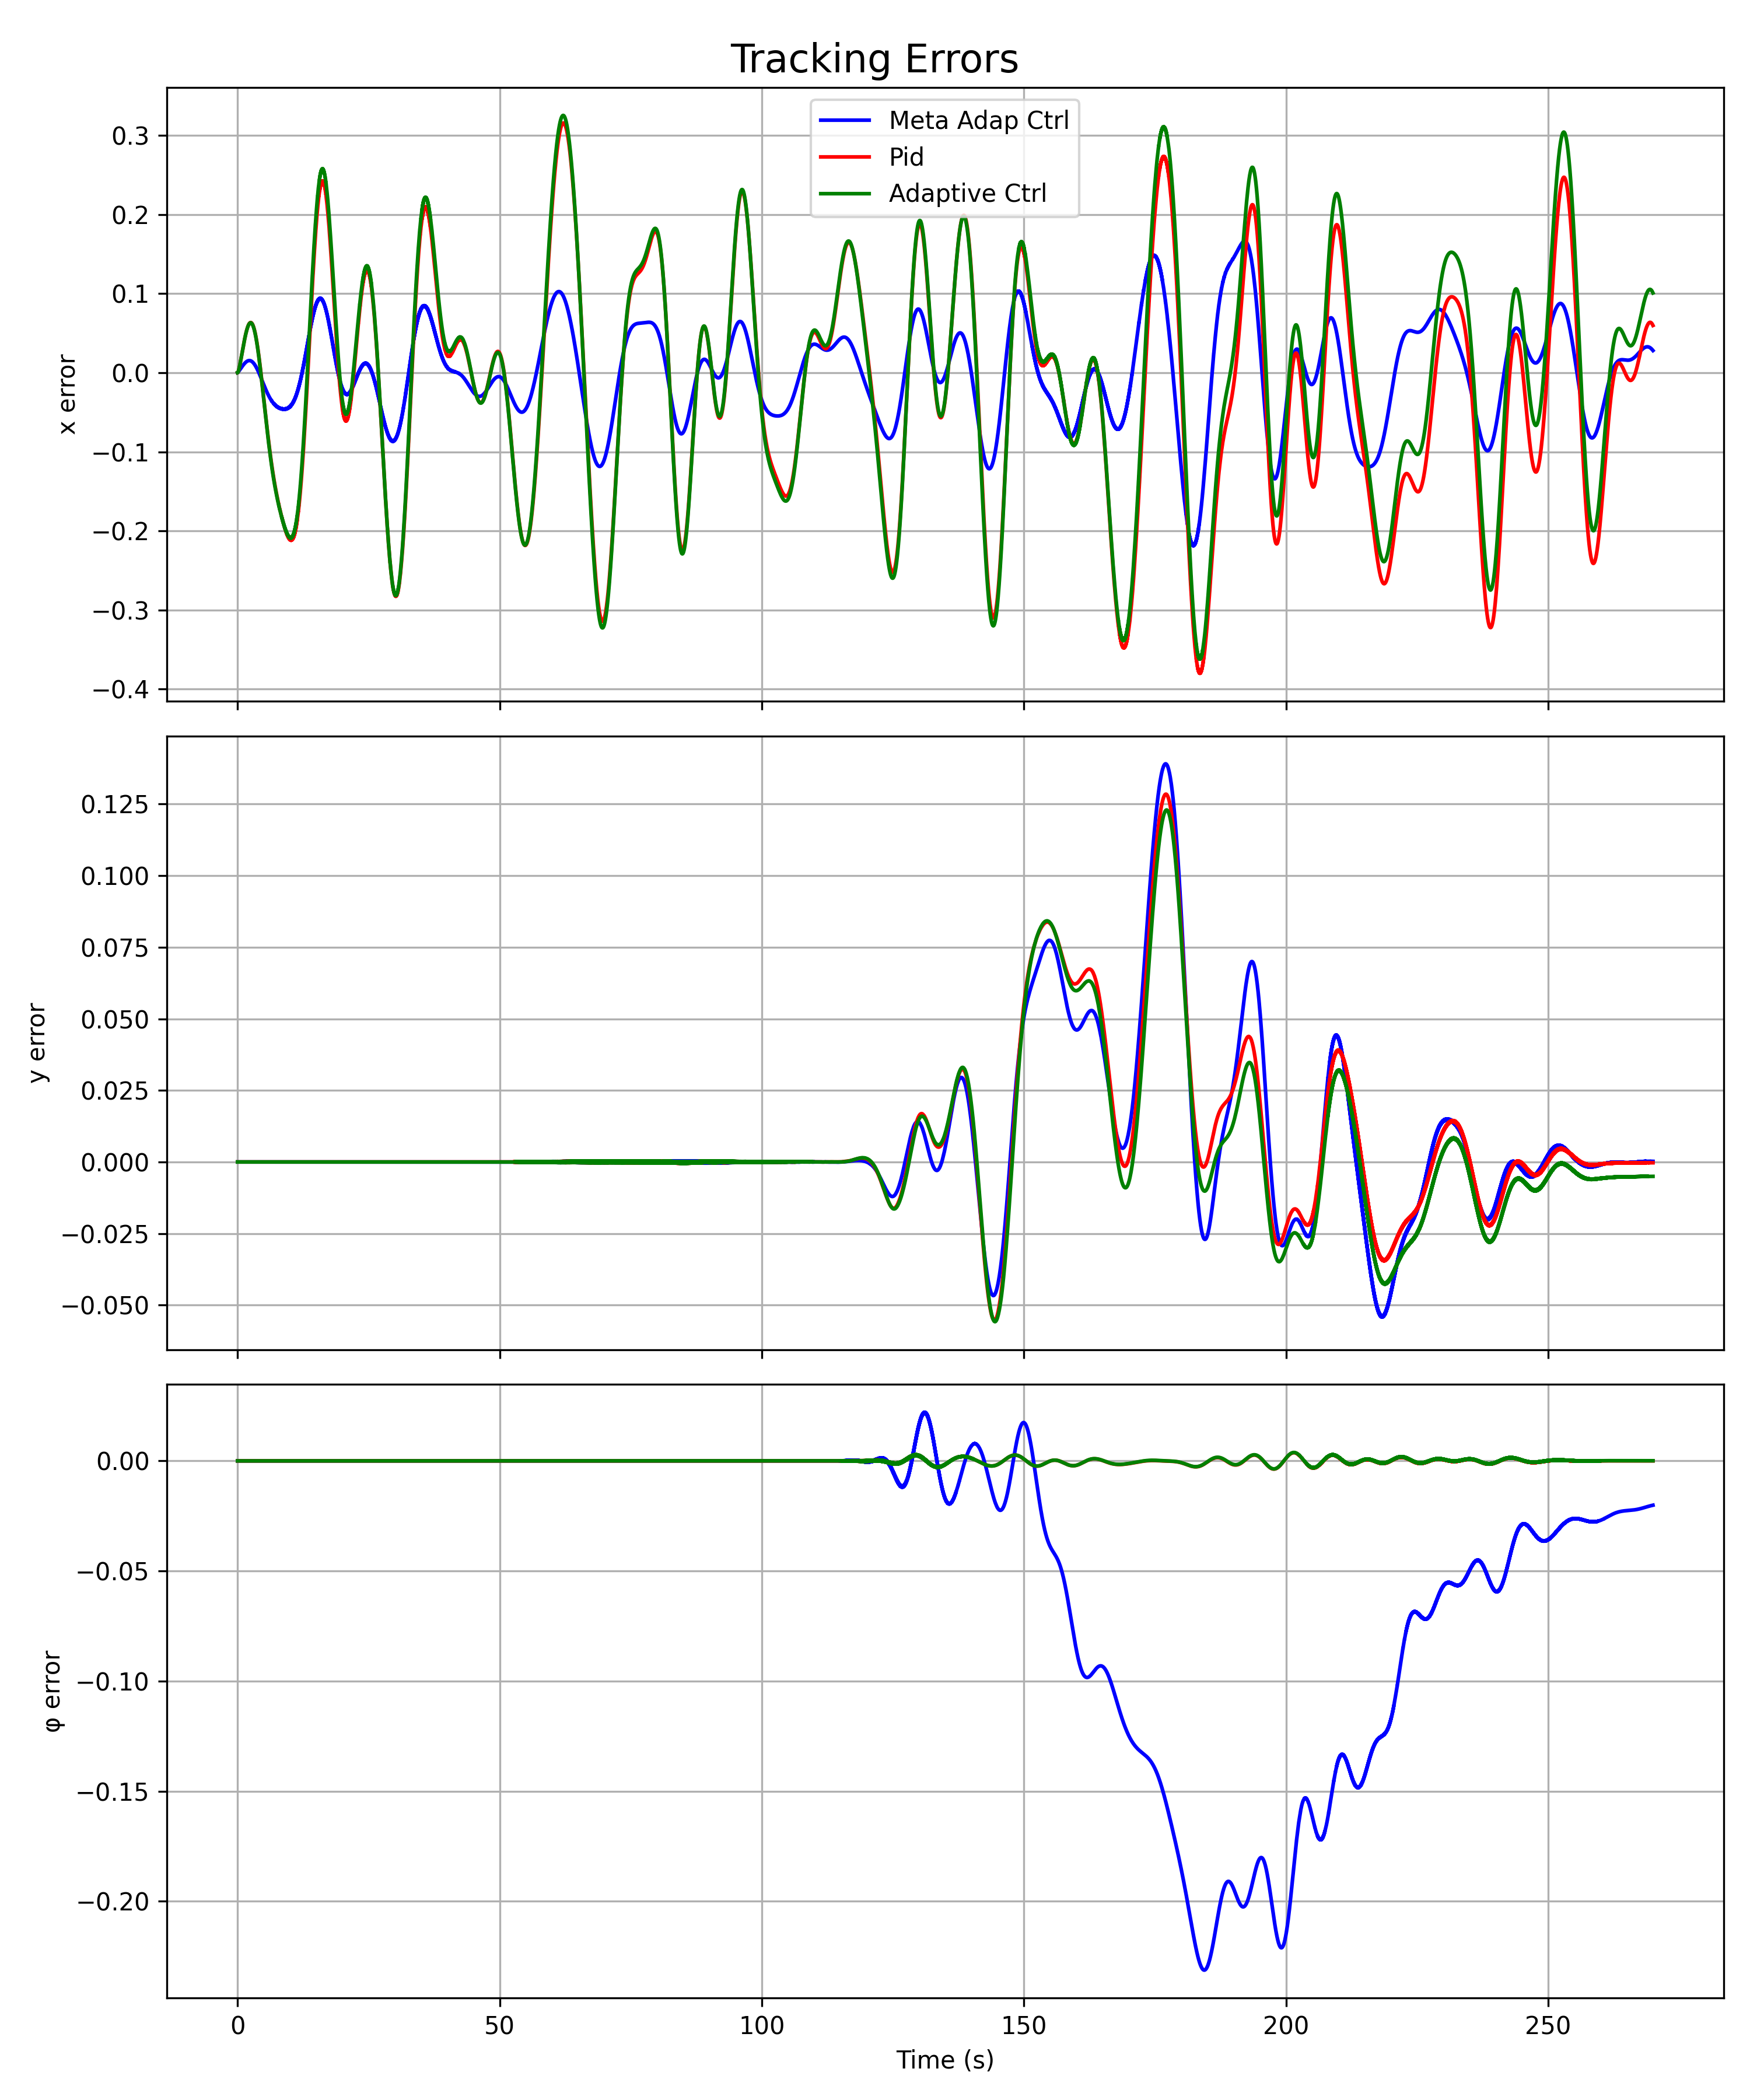 Tracking Errors
Meta Adap Ctrl
Pid
Adaptive Ctrl
x error
0.3
0.2
0.1
0.0
−0.1
−0.2
−0.3
−0.4
y error
0.125
0.100
0.075
0.050
0.025
0.000
−0.025
−0.050
φ error
0.00
−0.05
−0.10
−0.15
−0.20
0 50 100 150 200 250
Time (s)